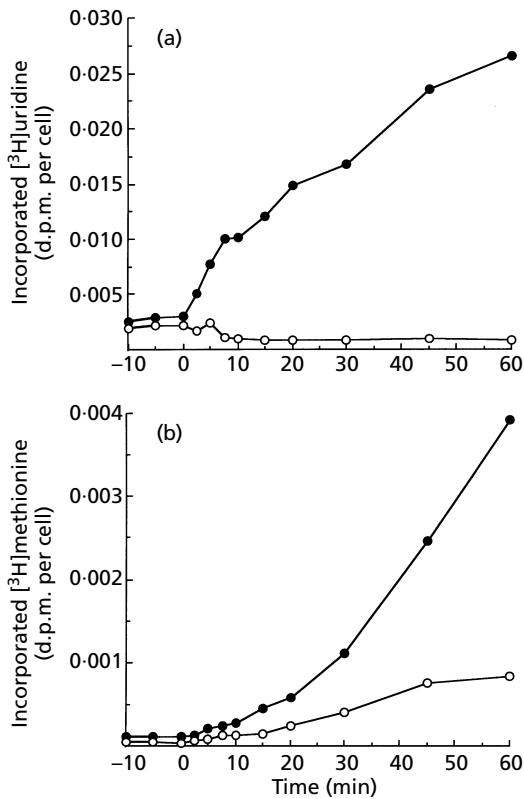 (a)
Incorporated [³H]uridine
(d.p.m. per cell)
0·030
0·025
0·020
0·015
0·010
0·005
−10 0 10 20 30 40 50 60
(b)
Incorporated [³H]methionine
(d.p.m. per cell)
0·004
0·003
0·002
0·001
−10 0 10 20 30 40 50 60
Time (min)